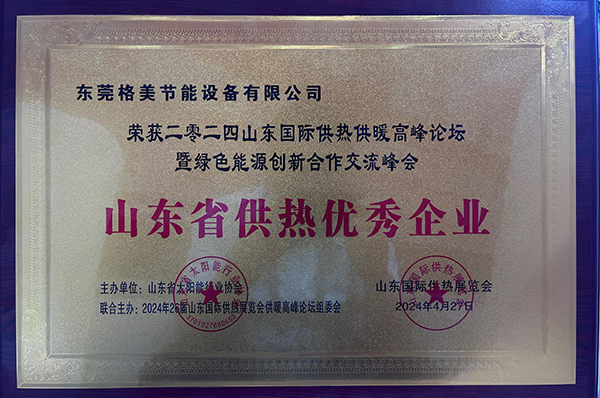 东莞格美节能设备有限公司
荣获二零二四山东国际供热供暖高峰论坛
暨绿色能源创新合作交流峰会
山东省供热优秀企业
主办单位：山东省太阳能行业协会
联合主办：2024年26届山东国际供热展览会供暖高峰论坛组委会
山东国际供热展览会
2024年4月27日